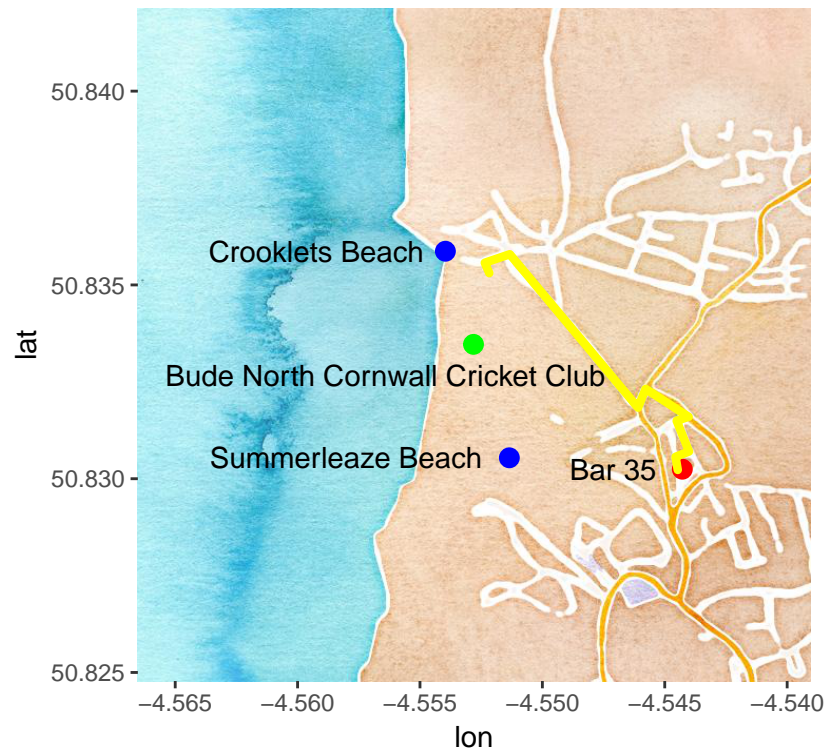 50.840
50.835
50.830
50.825
lat
Crooklets Beach
Bude North Cornwall Cricket Club
Summerleaze Beach
Bar 35
−4.565
−4.560
−4.555
−4.550
−4.545
−4.540
lon